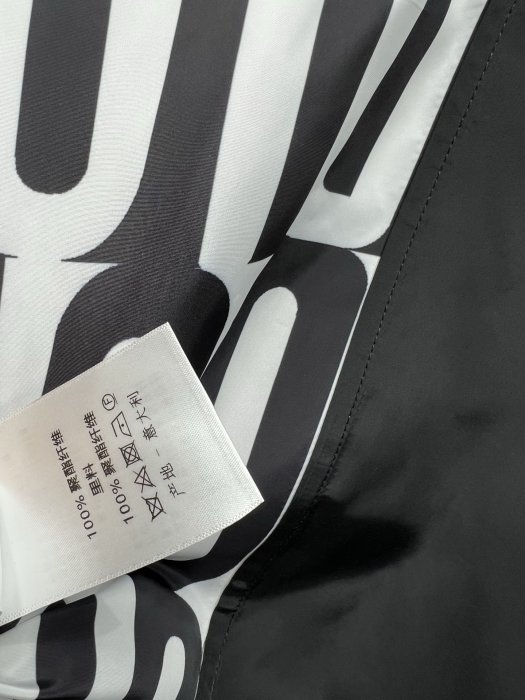 100% 聚酯纤维
里料
100% 聚酯纤维
F
产地 - 意大利